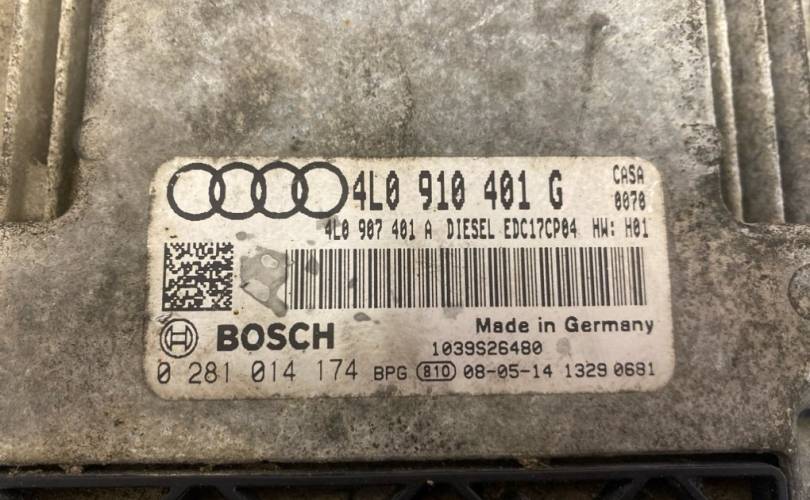 4L0 910 401 G CASA
0070
4L0 907 401 A DIESEL EDC17CP04 HW: H01
BOSCH Made in Germany
1039S26480
0 281 014 174 BPG 810 08-05-14 1329 0681